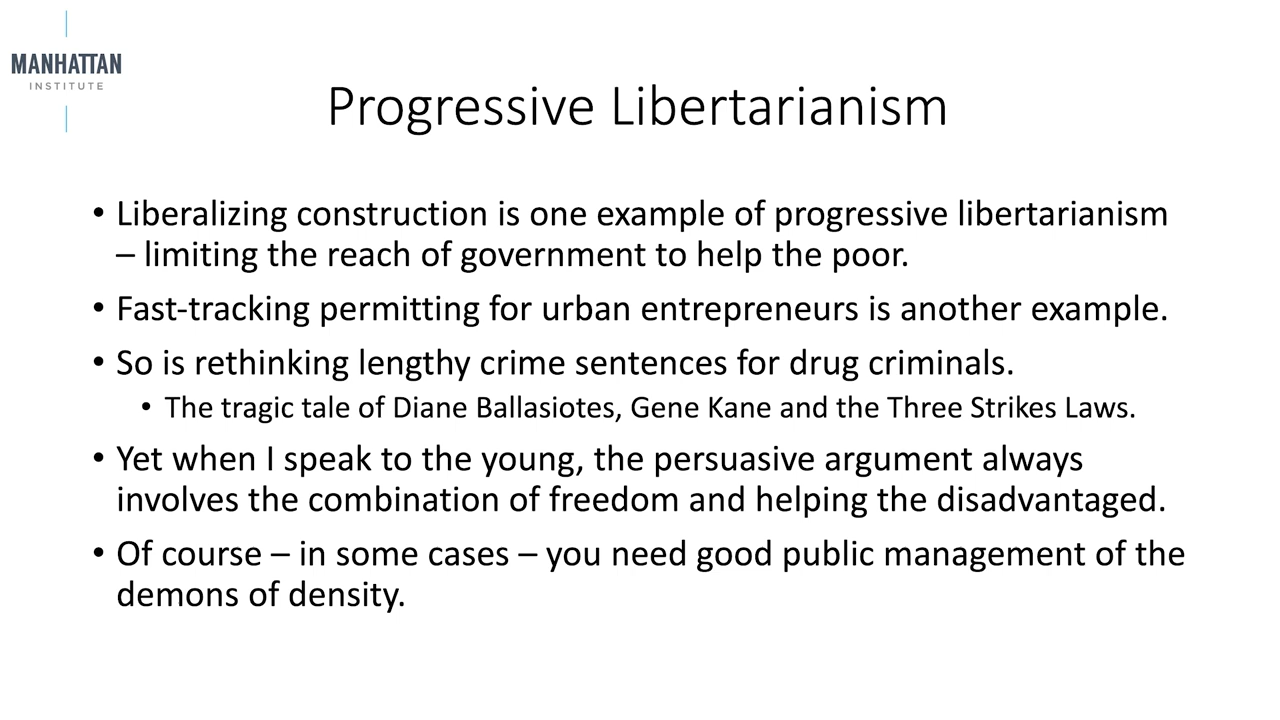 MANHATTAN
INSTITUTE
Progressive Libertarianism
• Liberalizing construction is one example of progressive libertarianism
– limiting the reach of government to help the poor.
• Fast-tracking permitting for urban entrepreneurs is another example.
• So is rethinking lengthy crime sentences for drug criminals.
• The tragic tale of Diane Ballasiotes, Gene Kane and the Three Strikes Laws.
• Yet when I speak to the young, the persuasive argument always
involves the combination of freedom and helping the disadvantaged.
• Of course – in some cases – you need good public management of the
demons of density.